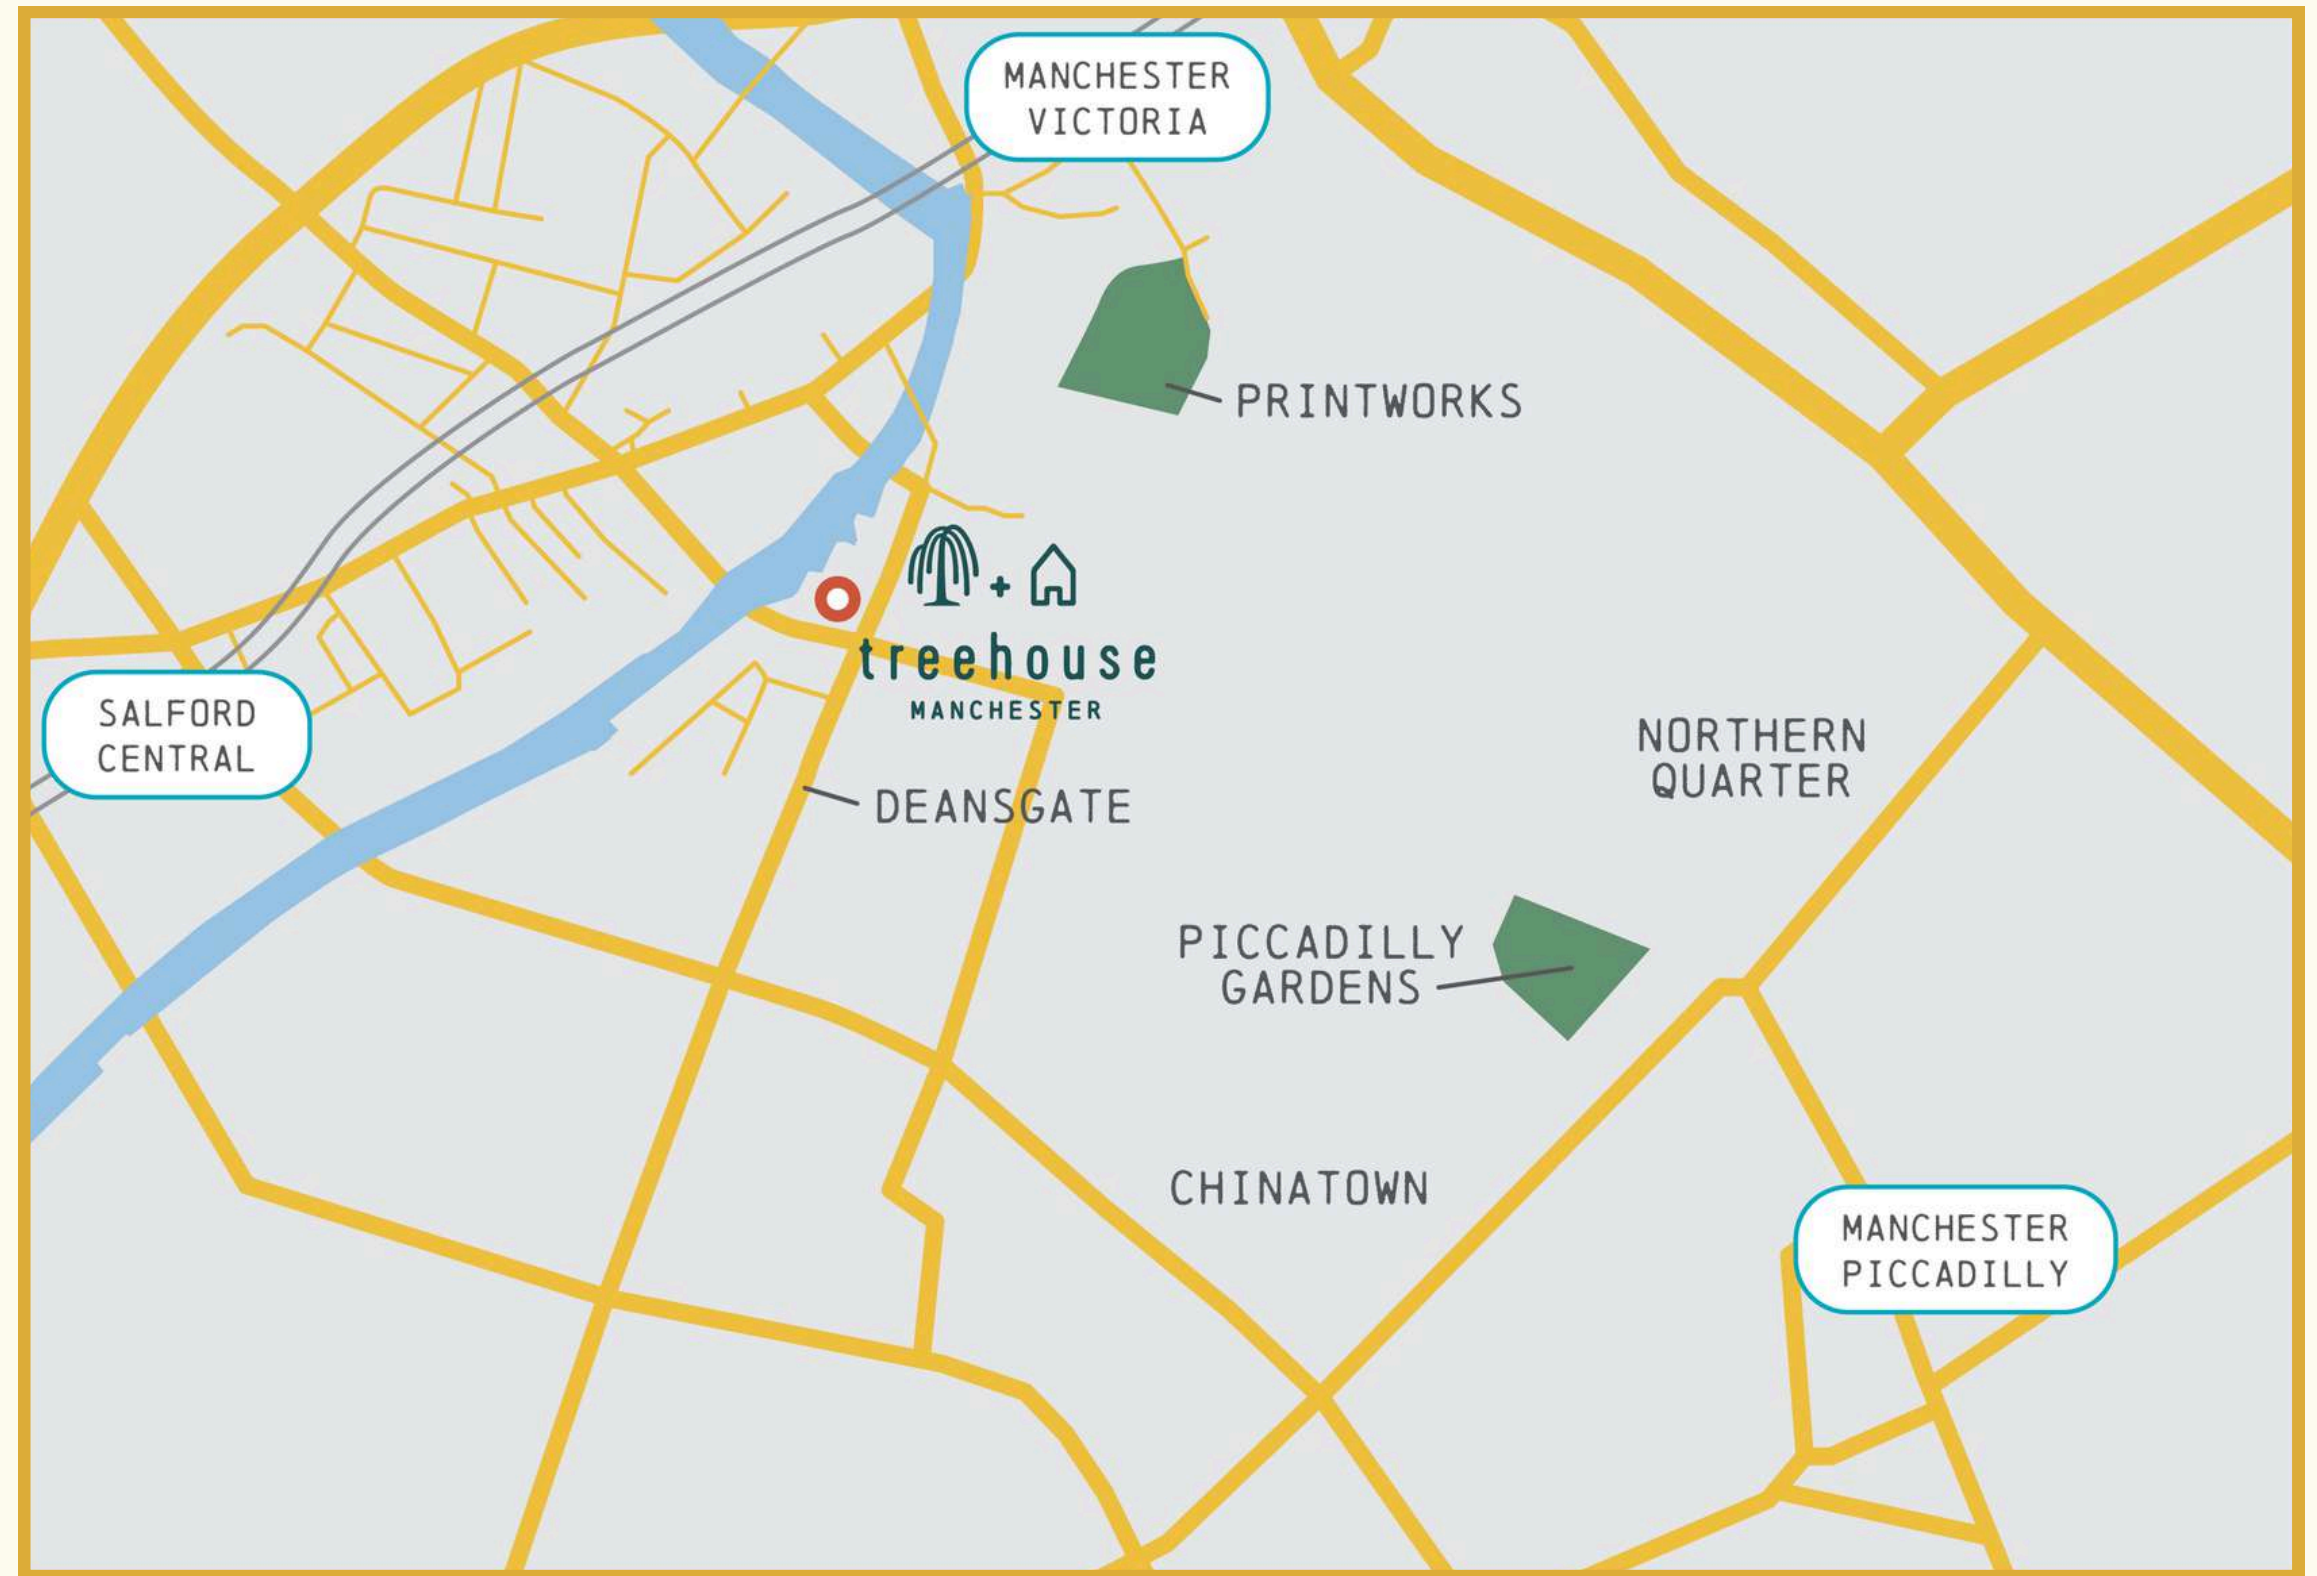 MANCHESTER
VICTORIA
PRINTWORKS
+
treehouse
MANCHESTER
SALFORD
CENTRAL
DEANSGATE
NORTHERN
QUARTER
PICCADILLY
GARDENS
CHINATOWN
MANCHESTER
PICCADILLY